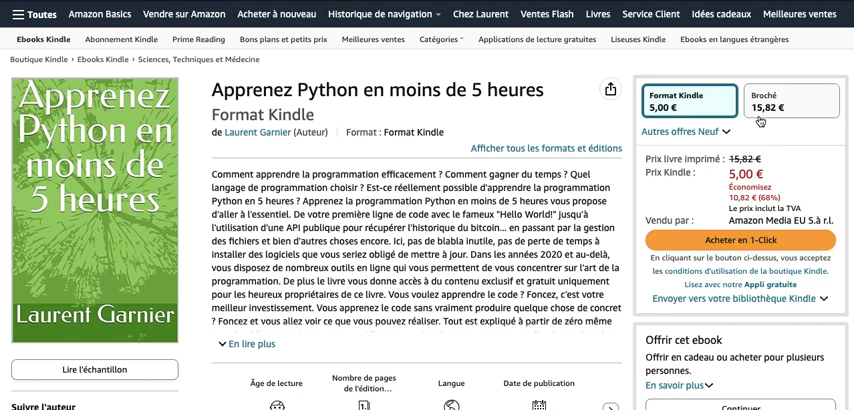 Toutes Amazon Basics Vendre sur Amazon Acheter à nouveau Historique de navigation Chez Laurent Ventes Flash Livres Service Client Idées cadeaux Meilleures ventes
Ebooks Kindle Abonnement Kindle Prime Reading Bons plans et petits prix Meilleures ventes Catégories Applications de lecture gratuites Liseuses Kindle Ebooks en langues étrangères
Boutique Kindle › Ebooks Kindle › Sciences, Techniques et Médecine
Apprenez
Python en
moins de
5 heures
Laurent Garnier
Lire l'échantillon
Suivre l'auteur
Apprenez Python en moins de 5 heures
Format Kindle
de Laurent Garnier (Auteur) | Format : Format Kindle
Afficher tous les formats et éditions
Comment apprendre la programmation efficacement ? Comment gagner du temps ? Quel
langage de programmation choisir ? Est-ce réellement possible d'apprendre la programmation
Python en 5 heures ? Apprenez la programmation Python en moins de 5 heures vous propose
d'aller à l'essentiel. De votre première ligne de code avec le fameux "Hello World!" jusqu'à
l'utilisation d'une API publique pour récupérer l'historique du bitcoin... en passant par la gestion
des fichiers et bien d'autres choses encore. Ici, pas de blabla inutile, pas de perte de temps à
installer des logiciels que vous seriez obligé de mettre à jour. Dans les années 2020 et au-delà,
vous disposez de nombreux outils en ligne qui vous permettent de vous concentrer sur l'art de la
programmation. De plus le livre vous donne accès à du contenu exclusif et gratuit uniquement
pour les heureux propriétaires de ce livre. Vous voulez apprendre le code ? Foncez, c'est votre
meilleur investissement. Vous apprenez le code sans vraiment produire quelque chose de concret
? Foncez et vous allez voir ce que vous pouvez réaliser. Tout est expliqué à partir de zéro même
En lire plus
Âge de lecture
Nombre de pages
de l'édition...
Langue
Date de publication
Format Kindle
5,00 €
Broché
15,82 €
Autres offres Neuf
Prix livre imprimé : 15,82 €
Prix Kindle : 5,00 €
Économisez
10,82 € (68%)
Le prix inclut la TVA
Vendu par : Amazon Media EU S.à r.l.
Acheter en 1-Click
En cliquant sur le bouton ci-dessus, vous acceptez
les conditions d'utilisation de la boutique Kindle.
Lisez avec notre Appli gratuite
Envoyer vers votre bibliothèque Kindle
Offrir cet ebook
Offrir en cadeau ou acheter pour plusieurs
personnes.
En savoir plus
Continuer